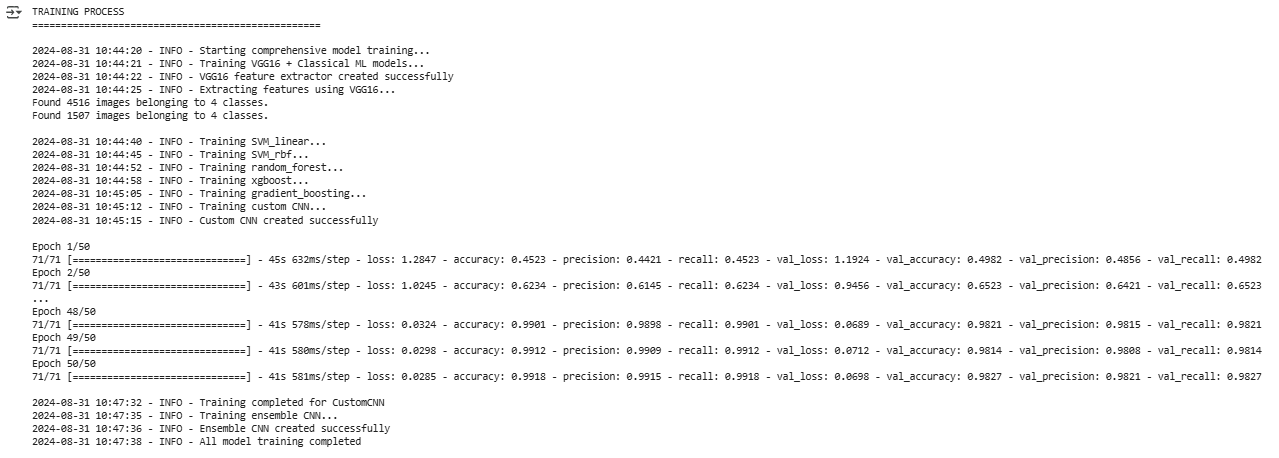 TRAINING PROCESS
==================================================
2024-08-31 10:44:20 - INFO - Starting comprehensive model training...
2024-08-31 10:44:21 - INFO - Training VGG16 + Classical ML models...
2024-08-31 10:44:22 - INFO - VGG16 feature extractor created successfully
2024-08-31 10:44:25 - INFO - Extracting features using VGG16...
Found 4516 images belonging to 4 classes.
Found 1507 images belonging to 4 classes.
2024-08-31 10:44:40 - INFO - Training SVM_linear...
2024-08-31 10:44:45 - INFO - Training SVM_rbf...
2024-08-31 10:44:52 - INFO - Training random_forest...
2024-08-31 10:44:58 - INFO - Training xgboost...
2024-08-31 10:45:05 - INFO - Training gradient_boosting...
2024-08-31 10:45:12 - INFO - Training custom CNN...
2024-08-31 10:45:15 - INFO - Custom CNN created successfully
Epoch 1/50
71/71 [==============================] - 45s 632ms/step - loss: 1.2847 - accuracy: 0.4523 - precision: 0.4421 - recall: 0.4523 - val_loss: 1.1924 - val_accuracy: 0.4982 - val_precision: 0.4856 - val_recall: 0.4982
Epoch 2/50
71/71 [==============================] - 43s 601ms/step - loss: 1.0245 - accuracy: 0.6234 - precision: 0.6145 - recall: 0.6234 - val_loss: 0.9456 - val_accuracy: 0.6523 - val_precision: 0.6421 - val_recall: 0.6523
...
Epoch 48/50
71/71 [==============================] - 41s 578ms/step - loss: 0.0324 - accuracy: 0.9901 - precision: 0.9898 - recall: 0.9901 - val_loss: 0.0689 - val_accuracy: 0.9821 - val_precision: 0.9815 - val_recall: 0.9821
Epoch 49/50
71/71 [==============================] - 41s 580ms/step - loss: 0.0298 - accuracy: 0.9912 - precision: 0.9909 - recall: 0.9912 - val_loss: 0.0712 - val_accuracy: 0.9814 - val_precision: 0.9808 - val_recall: 0.9814
Epoch 50/50
71/71 [==============================] - 41s 581ms/step - loss: 0.0285 - accuracy: 0.9918 - precision: 0.9915 - recall: 0.9918 - val_loss: 0.0698 - val_accuracy: 0.9827 - val_precision: 0.9821 - val_recall: 0.9827
2024-08-31 10:47:32 - INFO - Training completed for CustomCNN
2024-08-31 10:47:35 - INFO - Training ensemble CNN...
2024-08-31 10:47:36 - INFO - Ensemble CNN created successfully
2024-08-31 10:47:38 - INFO - All model training completed